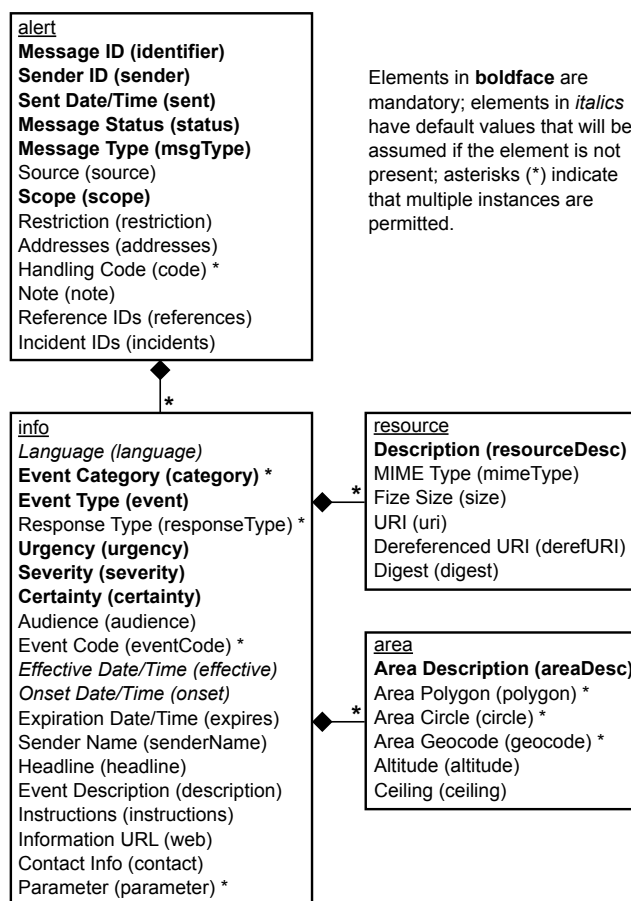 alert
Message ID (identifier)
Sender ID (sender)
Sent Date/Time (sent)
Message Status (status)
Message Type (msgType)
Source (source)
Scope (scope)
Restriction (restriction)
Addresses (addresses)
Handling Code (code) *
Note (note)
Reference IDs (references)
Incident IDs (incidents)
Elements in boldface are
mandatory; elements in italics
have default values that will be
assumed if the element is not
present; asterisks (*) indicate
that multiple instances are
permitted.
*
info
Language (language)
Event Category (category) *
Event Type (event)
Response Type (responseType) *
Urgency (urgency)
Severity (severity)
Certainty (certainty)
Audience (audience)
Event Code (eventCode) *
Effective Date/Time (effective)
Onset Date/Time (onset)
Expiration Date/Time (expires)
Sender Name (senderName)
Headline (headline)
Event Description (description)
Instructions (instructions)
Information URL (web)
Contact Info (contact)
Parameter (parameter) *
*
resource
Description (resourceDesc)
MIME Type (mimeType)
Fize Size (size)
URI (uri)
Dereferenced URI (derefURI)
Digest (digest)
*
area
Area Description (areaDesc)
Area Polygon (polygon) *
Area Circle (circle) *
Area Geocode (geocode) *
Altitude (altitude)
Ceiling (ceiling)